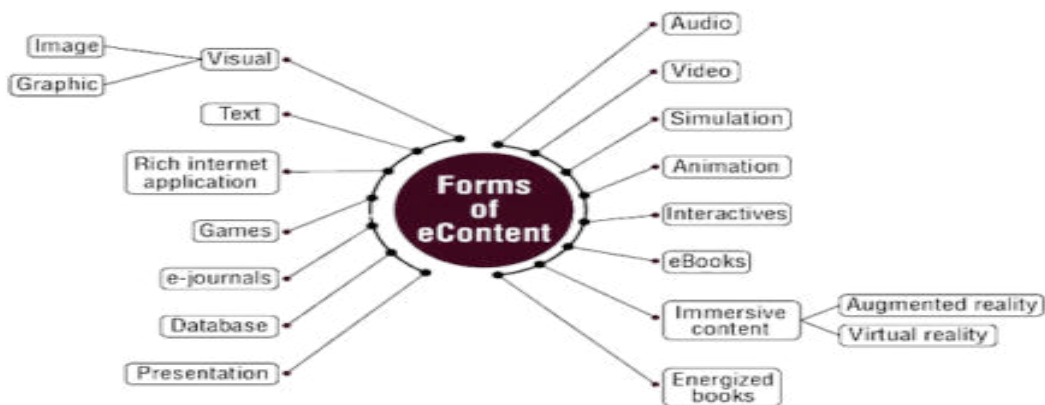 Forms
of
eContent
Image
Graphic
Visual
Text
Rich internet
application
Games
e-journals
Database
Presentation
Audio
Video
Simulation
Animation
Interactives
eBooks
Immersive
content
Augmented reality
Virtual reality
Energized
books